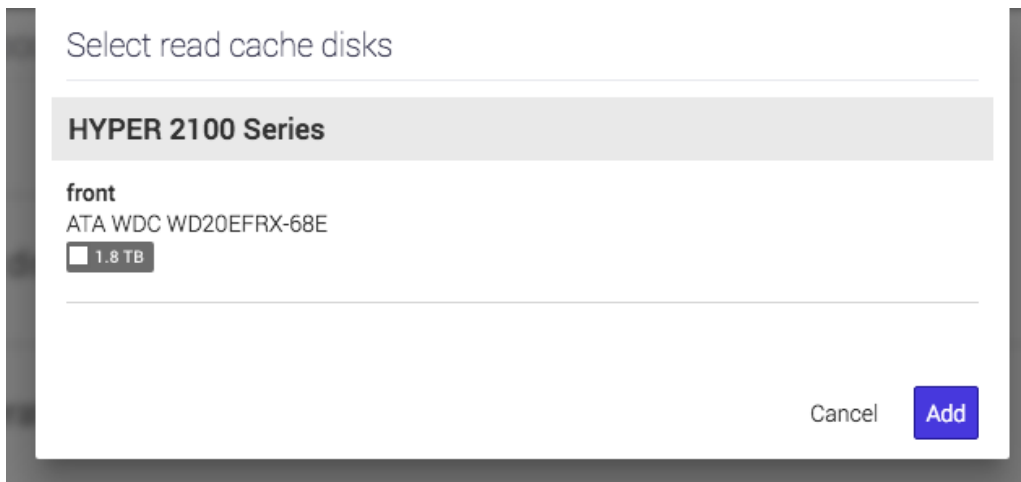 Select read cache disks
HYPER 2100 Series
front
ATA WDC WD20EFRX-68E
1.8 TB
Cancel
Add